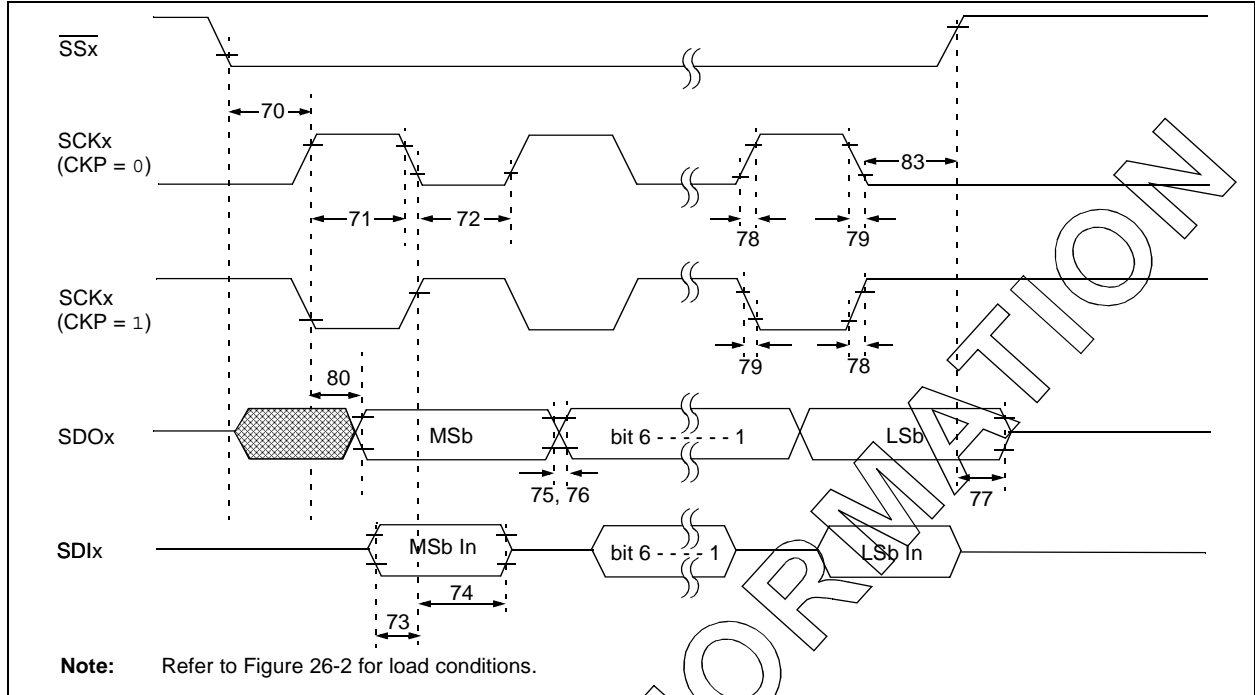 SSx
70
SCKx
(CKP = 0)
83
71
72
78
79
SCKx
(CKP = 1)
79
78
80
SDOx
MSb
bit 6 - - - - - - 1
LSb
75, 76
77
SDIx
MSb In
bit 6 - - - - - 1
LSb In
74
73
Note: Refer to Figure 26-2 for load conditions.
ORMATION